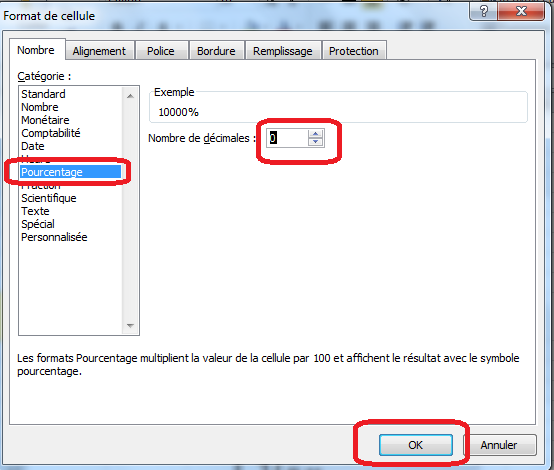 Format de cellule
Nombre Alignement Police Bordure Remplissage Protection
Catégorie :
Standard
Nombre
Monétaire
Comptabilité
Date
Heure
Pourcentage
Fraction
Scientifique
Texte
Spécial
Personnalisée
Exemple
10000%
Nombre de décimales : 0
Les formats Pourcentage multiplient la valeur de la cellule par 100 et affichent le résultat avec le symbole
pourcentage.
OK Annuler